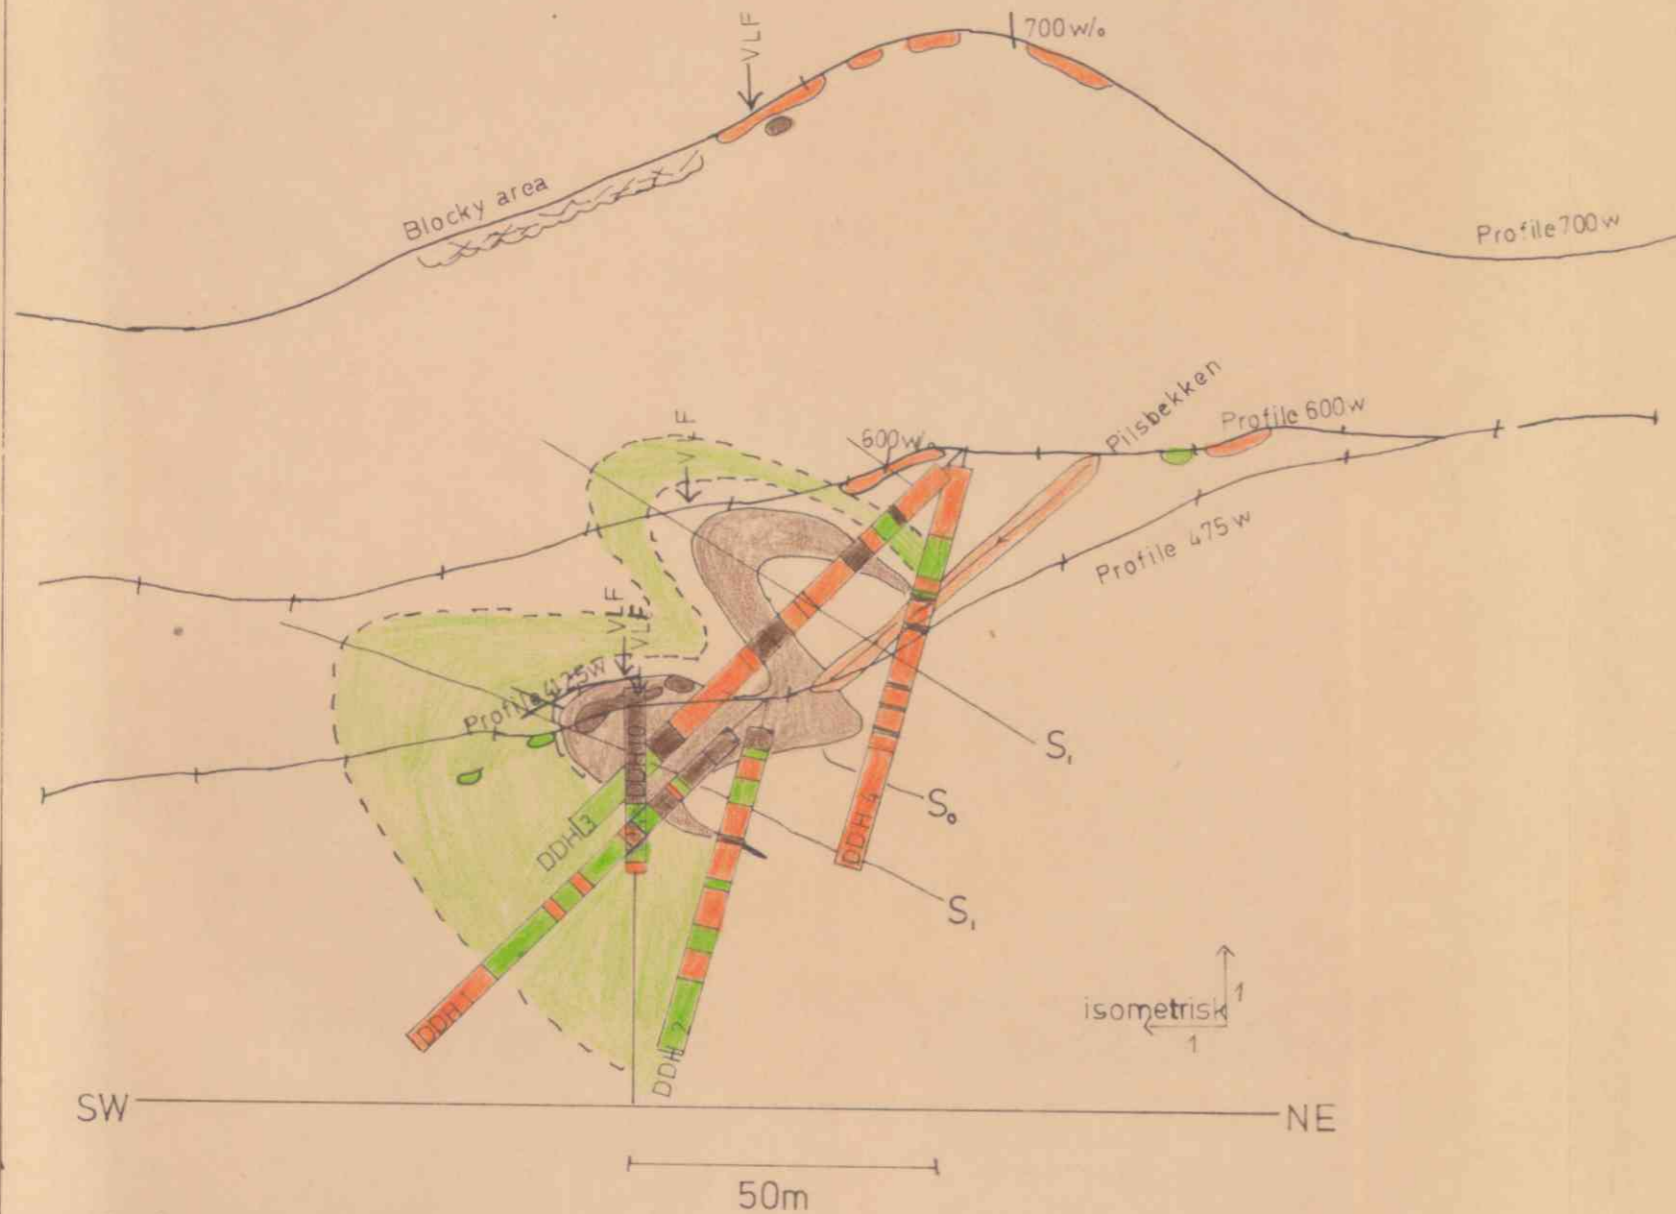 VLF
700 w/o
Blocky area
Profile 700 w
Pilsbekken
Profile 600 w
VLF
600 w/o
Profile 475 w
VLF
VLF
Profile 425 w
S₁
S₀
S₁
DDH 3
DDH 4
DDH 1
DDH 2
isometrisk
1
1
SW
NE
50m